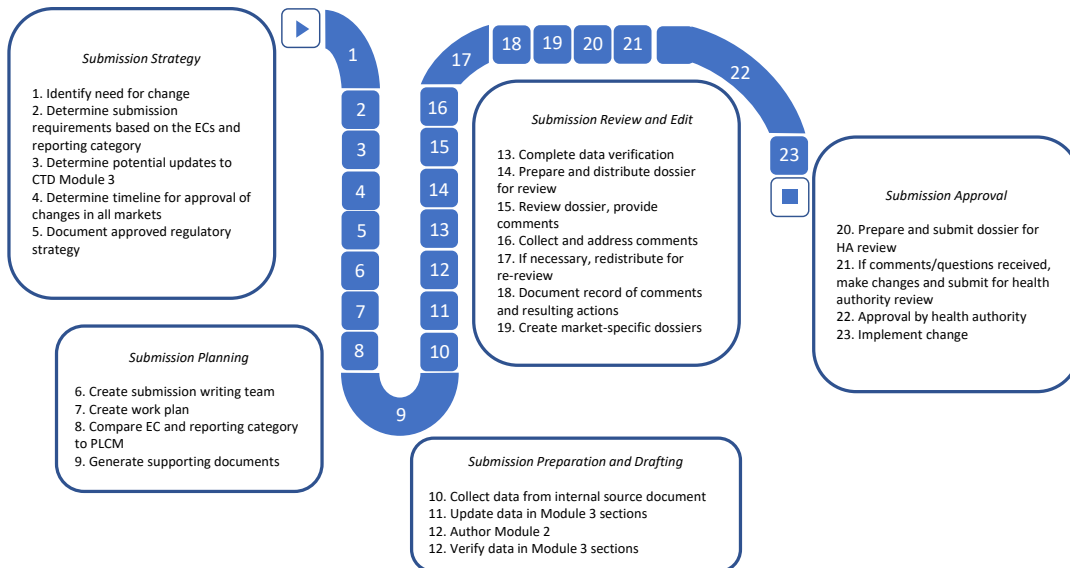 Submission Strategy
1. Identify need for change
2. Determine submission
requirements based on the ECs and
reporting category
3. Determine potential updates to
CTD Module 3
4. Determine timeline for approval of
changes in all markets
5. Document approved regulatory
strategy
Submission Planning
6. Create submission writing team
7. Create work plan
8. Compare EC and reporting category
to PLCM
9. Generate supporting documents
1
2
3
4
5
6
7
8
9
10
11
12
13
14
15
16
17
18
19
20
21
22
23
Submission Preparation and Drafting
10. Collect data from internal source document
11. Update data in Module 3 sections
12. Author Module 2
12. Verify data in Module 3 sections
Submission Review and Edit
13. Complete data verification
14. Prepare and distribute dossier
for review
15. Review dossier, provide
comments
16. Collect and address comments
17. If necessary, redistribute for
re-review
18. Document record of comments
and resulting actions
19. Create market-specific dossiers
Submission Approval
20. Prepare and submit dossier for
HA review
21. If comments/questions received,
make changes and submit for health
authority review
22. Approval by health authority
23. Implement change